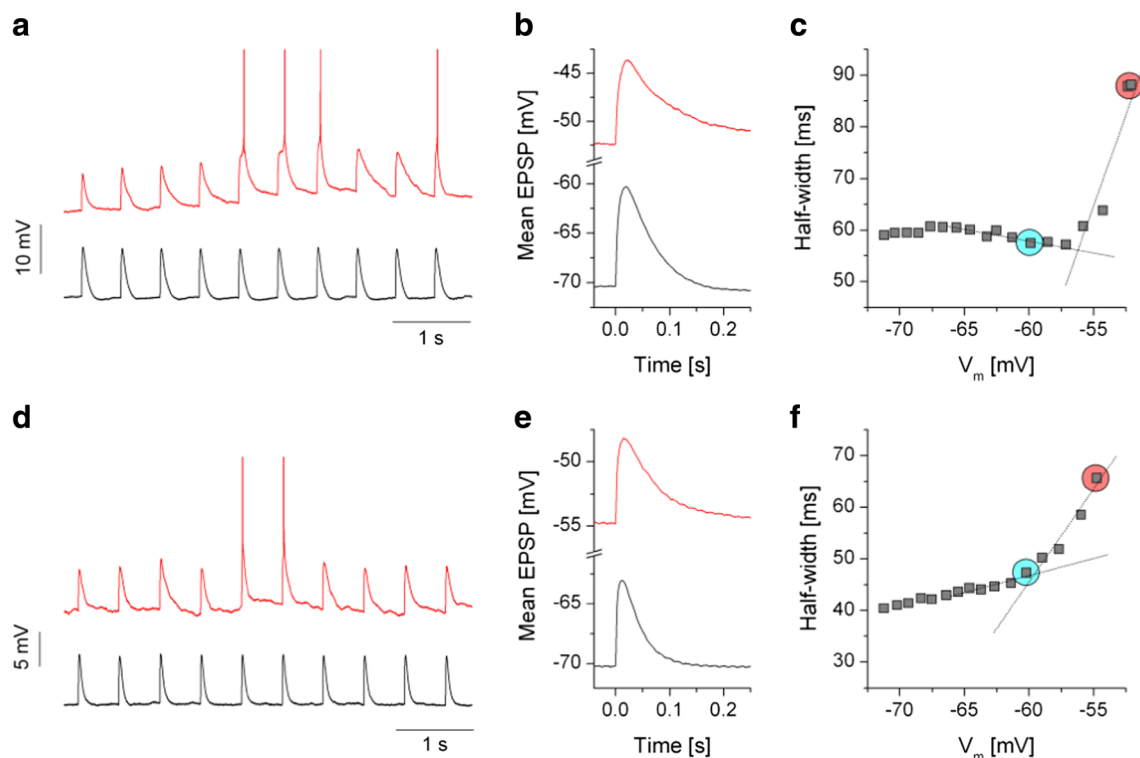 a
b
c
10 mV
1 s
Mean EPSP [mV]
-45
-50
-60
-65
-70
0.0 0.1 0.2
Time [s]
Half-width [ms]
90
80
70
60
50
-70 -65 -60 -55
Vm [mV]
d
e
f
5 mV
1 s
Mean EPSP [mV]
-50
-55
-65
-70
0.0 0.1 0.2
Time [s]
Half-width [ms]
70
60
50
40
30
-70 -65 -60 -55
Vm [mV]